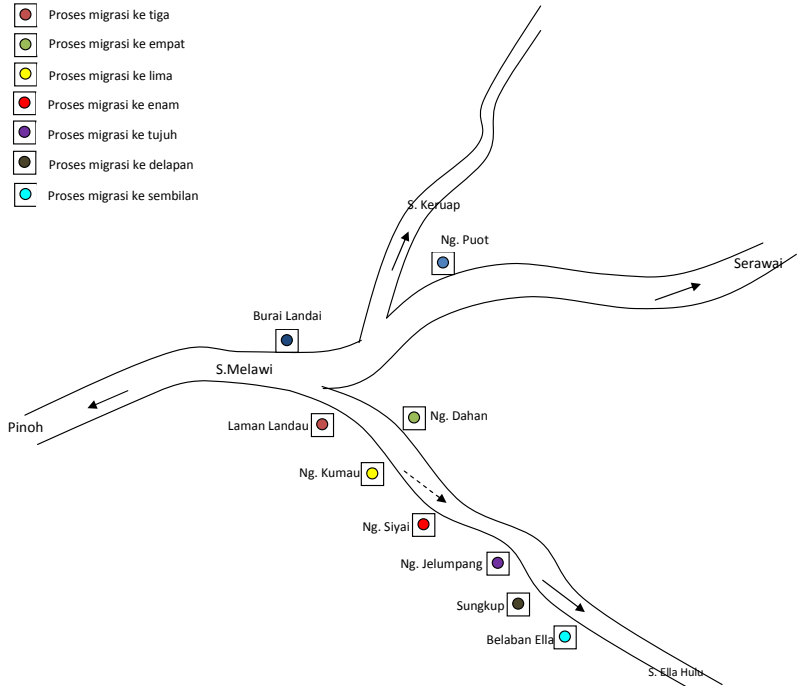 Proses migrasi ke tiga
Proses migrasi ke empat
Proses migrasi ke lima
Proses migrasi ke enam
Proses migrasi ke tujuh
Proses migrasi ke delapan
Proses migrasi ke sembilan
S. Keruap
Ng. Puot
Serawai
Burai Landai
S.Melawi
Pinoh
Laman Landau
Ng. Dahan
Ng. Kumau
Ng. Siyai
Ng. Jelumpang
Sungkup
Belaban Ella
S. Ella Hulu